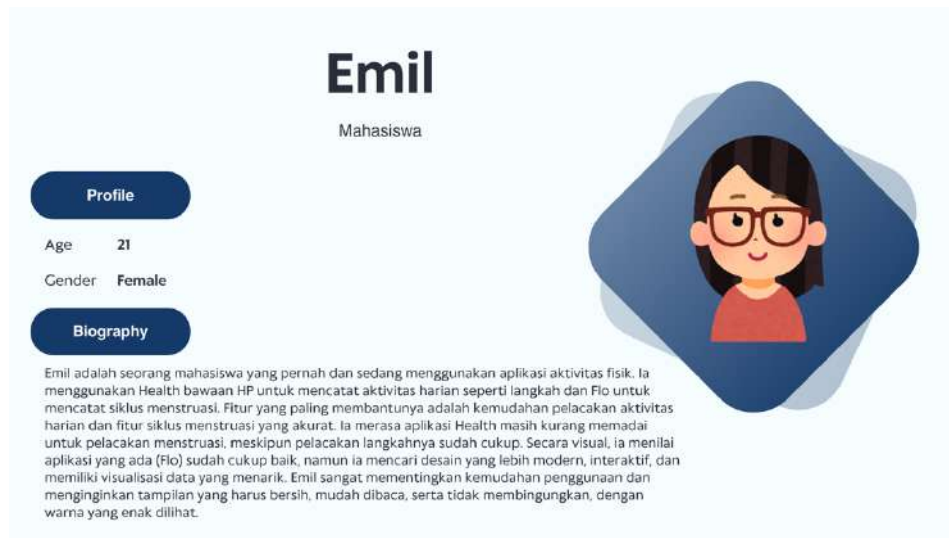 Emil
Mahasiswa
Profile
Age 21
Gender Female
Biography
Emil adalah seorang mahasiswa yang pernah dan sedang menggunakan aplikasi aktivitas fisik. Ia
menggunakan Health bawaan HP untuk mencatat aktivitas harian seperti langkah dan Flo untuk
mencatat siklus menstruasi. Fitur yang paling membantunya adalah kemudahan pelacakan aktivitas
harian dan fitur siklus menstruasi yang akurat. Ia merasa aplikasi Health masih kurang memadai
untuk pelacakan menstruasi, meskipun pelacakan langkahnya sudah cukup. Secara visual, ia menilai
aplikasi yang ada (Flo) sudah cukup baik, namun ia mencari desain yang lebih modern, interaktif, dan
memiliki visualisasi data yang menarik. Emil sangat mementingkan kemudahan penggunaan dan
menginginkan tampilan yang harus bersih, mudah dibaca, serta tidak membingungkan, dengan
warna yang enak dilihat.